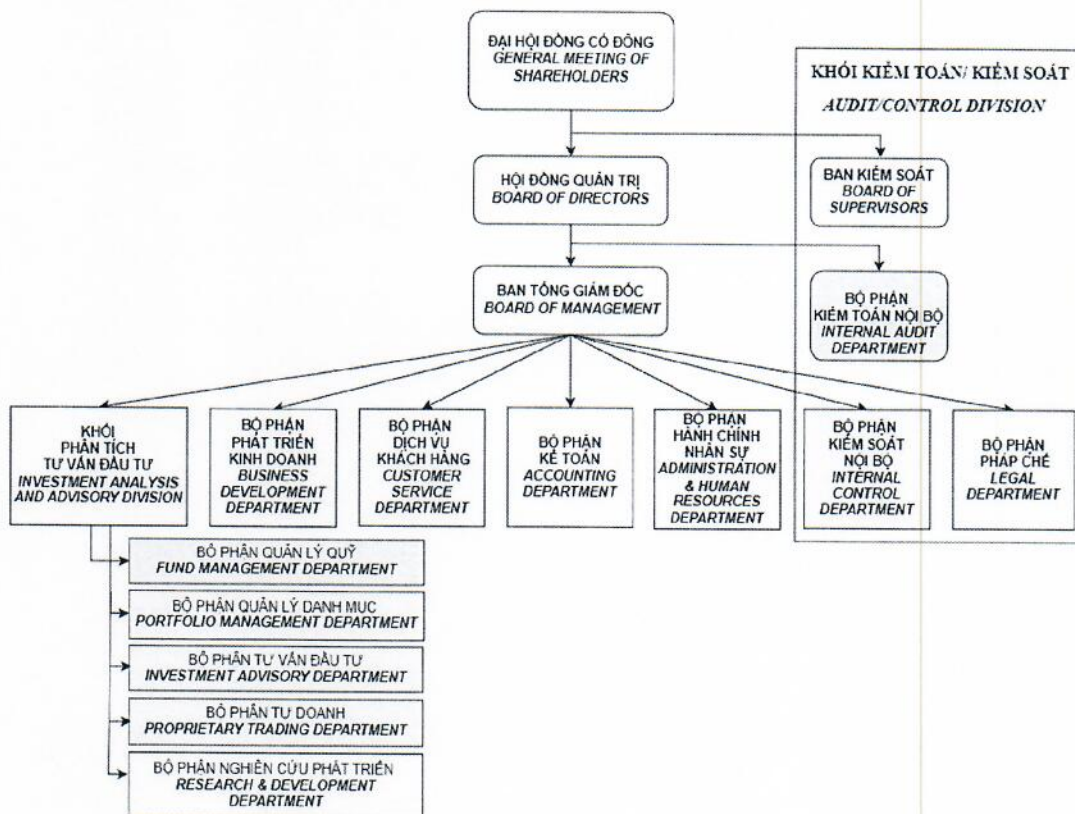 ĐẠI HỘI ĐỒNG CỔ ĐÔNG
GENERAL MEETING OF
SHAREHOLDERS
KHỐI KIỂM TOÁN/ KIỂM SOÁT
AUDIT/CONTROL DIVISION
HỘI ĐỒNG QUẢN TRỊ
BOARD OF DIRECTORS
BAN KIỂM SOÁT
BOARD OF
SUPERVISORS
BAN TỔNG GIÁM ĐỐC
BOARD OF MANAGEMENT
BỘ PHẬN
KIỂM TOÁN NỘI BỘ
INTERNAL AUDIT
DEPARTMENT
KHỐI
PHÂN TÍCH
TƯ VẤN ĐẦU TƯ
INVESTMENT ANALYSIS
AND ADVISORY DIVISION
BỘ PHẬN
PHÁT TRIỂN
KINH DOANH
BUSINESS
DEVELOPMENT
DEPARTMENT
BỘ PHẬN
DỊCH VỤ
KHÁCH HÀNG
CUSTOMER
SERVICE
DEPARTMENT
BỘ PHẬN
KẾ TOÁN
ACCOUNTING
DEPARTMENT
BỘ PHẬN
HÀNH CHÍNH
NHÂN SỰ
ADMINISTRATION
& HUMAN
RESOURCES
DEPARTMENT
BỘ PHẬN
KIỂM SOÁT
NỘI BỘ
INTERNAL
CONTROL
DEPARTMENT
BỘ PHẬN
PHÁP CHẾ
LEGAL
DEPARTMENT
BỘ PHẬN QUẢN LÝ QUỸ
FUND MANAGEMENT DEPARTMENT
BỘ PHẬN QUẢN LÝ DANH MỤC
PORTFOLIO MANAGEMENT DEPARTMENT
BỘ PHẬN TƯ VẤN ĐẦU TƯ
INVESTMENT ADVISORY DEPARTMENT
BỘ PHẬN TỰ DOANH
PROPRIETARY TRADING DEPARTMENT
BỘ PHẬN NGHIÊN CỨU PHÁT TRIỂN
RESEARCH & DEVELOPMENT
DEPARTMENT